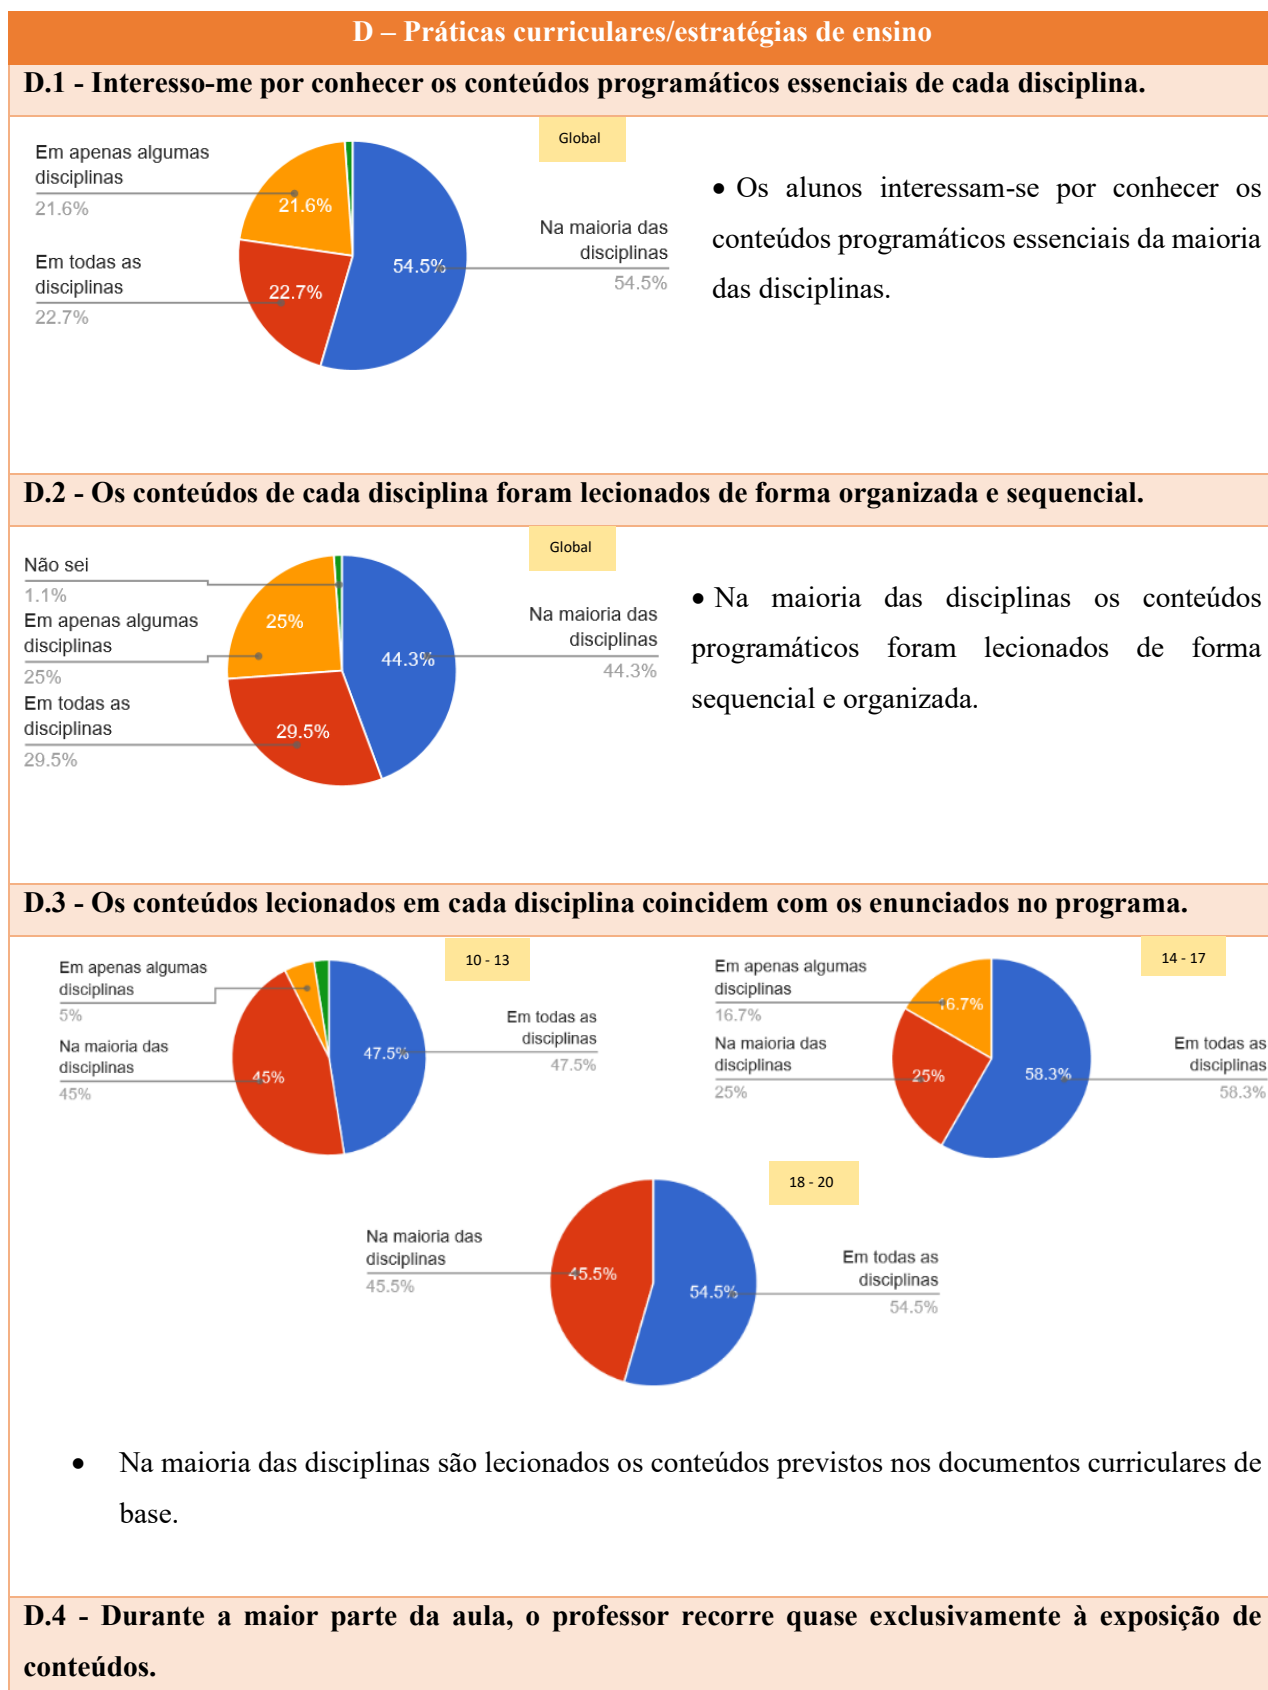 D – Práticas curriculares/estratégias de ensino
D.1 - Interesso-me por conhecer os conteúdos programáticos essenciais de cada disciplina.
Global
Em apenas algumas
disciplinas
21.6%
Em todas as
disciplinas
22.7%
21.6%
22.7%
54.5%
Na maioria das
disciplinas
54.5%
• Os alunos interessam-se por conhecer os
conteúdos programáticos essenciais da maioria
das disciplinas.
D.2 - Os conteúdos de cada disciplina foram lecionados de forma organizada e sequencial.
Global
Não sei
1.1%
Em apenas algumas
disciplinas
25%
Em todas as
disciplinas
29.5%
25%
29.5%
44.3%
Na maioria das
disciplinas
44.3%
• Na maioria das disciplinas os conteúdos
programáticos foram lecionados de forma
sequencial e organizada.
D.3 - Os conteúdos lecionados em cada disciplina coincidem com os enunciados no programa.
10 - 13
Em apenas algumas
disciplinas
5%
Na maioria das
disciplinas
45%
45%
47.5%
Em todas as
disciplinas
47.5%
14 - 17
Em apenas algumas
disciplinas
16.7%
Na maioria das
disciplinas
25%
16.7%
25%
58.3%
Em todas as
disciplinas
58.3%
18 - 20
Na maioria das
disciplinas
45.5%
45.5%
54.5%
Em todas as
disciplinas
54.5%
• Na maioria das disciplinas são lecionados os conteúdos previstos nos documentos curriculares de
base.
D.4 - Durante a maior parte da aula, o professor recorre quase exclusivamente à exposição de
conteúdos.